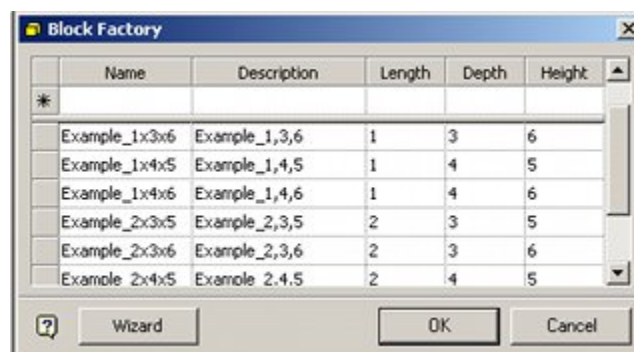 Block Factory
Name Description Length Depth Height
*
Example_1x3x6 Example_1,3,6 1 3 6
Example_1x4x5 Example_1,4,5 1 4 5
Example_1x4x6 Example_1,4,6 1 4 6
Example_2x3x5 Example_2,3,5 2 3 5
Example_2x3x6 Example_2,3,6 2 3 6
Example_2x4x5 Example_2,4,5 2 4 5
? Wizard OK Cancel